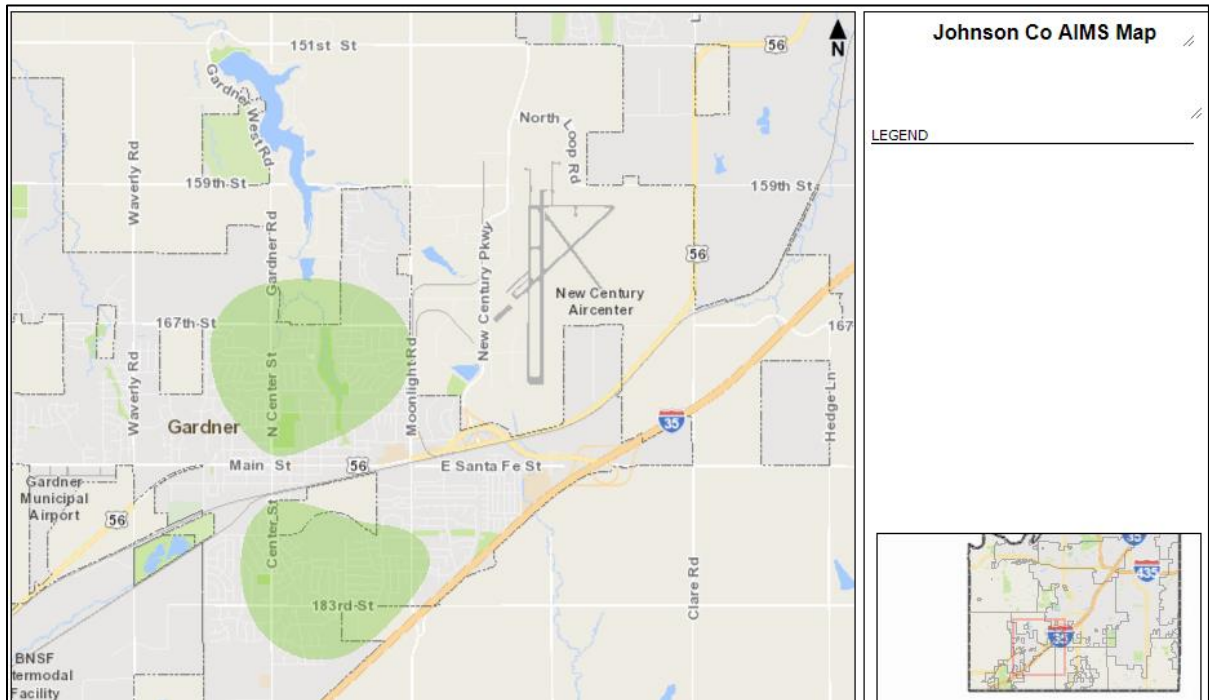 151st St
56
N
Johnson Co AIMS Map
LEGEND
Gardner West Rd
North
Loop Rd
Waverly Rd
159th St
159th St
Gardner Rd
New Century Pkwy
56
New Century
Aircenter
167th St
167
Waverly Rd
N Center St
Moonlight Rd
Hedge Ln
Gardner
35
Main St
56
E Santa Fe St
Gardner
Municipal
Airport
56
Center St
Clare Rd
183rd St
BNSF
termodal
Facility
35
435
35